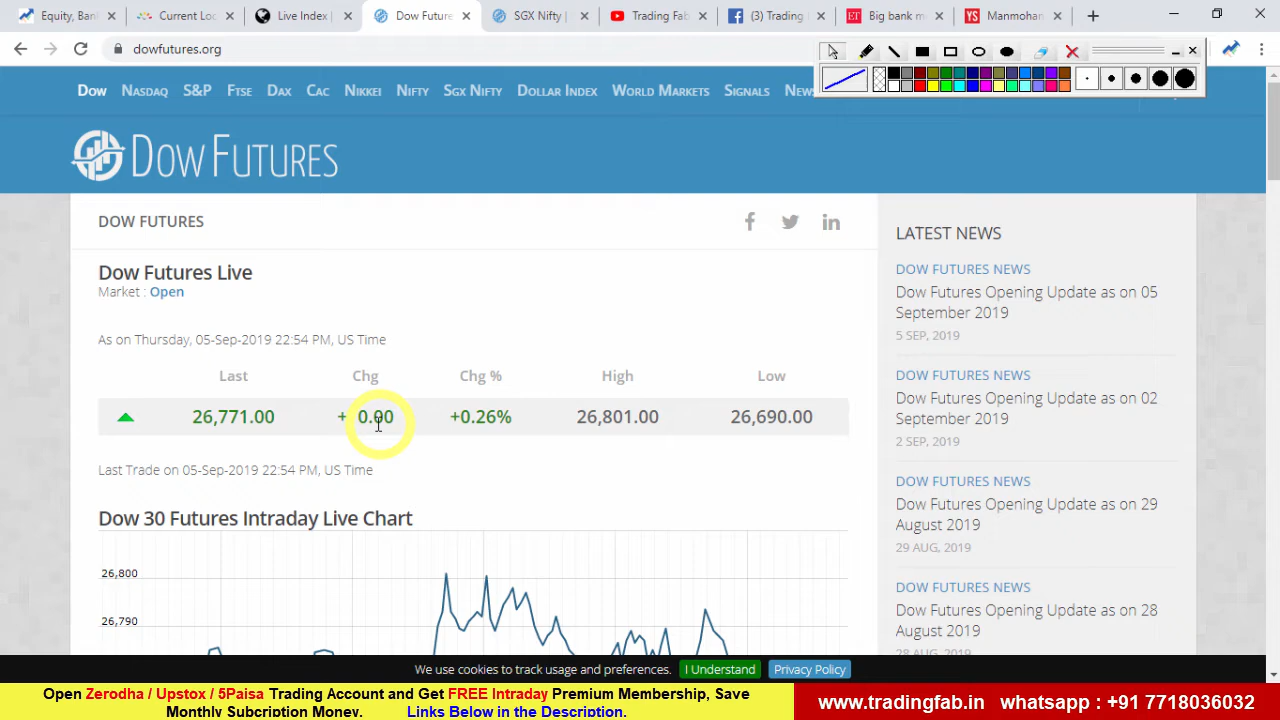 Equity, Ban
Current Lo
Live Index |
Dow Future
SGX Nifty |
Trading Fab
(3) Trading
ET Big bank m
YS Manmohan
dowfutures.org
DOW NASDAQ S&P FTSE DAX CAC NIKKEI NIFTY SGX NIFTY DOLLAR INDEX WORLD MARKETS SIGNALS NEWS
DOW FUTURES
DOW FUTURES
Dow Futures Live
Market : Open
As on Thursday, 05-Sep-2019 22:54 PM, US Time
Last Chg Chg % High Low
26,771.00 + 0.00 +0.26% 26,801.00 26,690.00
Last Trade on 05-Sep-2019 22:54 PM, US Time
Dow 30 Futures Intraday Live Chart
26,800
26,790
LATEST NEWS
DOW FUTURES NEWS
Dow Futures Opening Update as on 05
September 2019
5 SEP, 2019
DOW FUTURES NEWS
Dow Futures Opening Update as on 02
September 2019
2 SEP, 2019
DOW FUTURES NEWS
Dow Futures Opening Update as on 29
August 2019
29 AUG, 2019
DOW FUTURES NEWS
Dow Futures Opening Update as on 28
August 2019
28 AUG, 2019
We use cookies to track usage and preferences. I Understand Privacy Policy
Open Zerodha / Upstox / 5Paisa Trading Account and Get FREE Intraday Premium Membership, Save
Monthly Subcription Money. Links Below in the Description.
www.tradingfab.in whatsapp : +91 7718036032